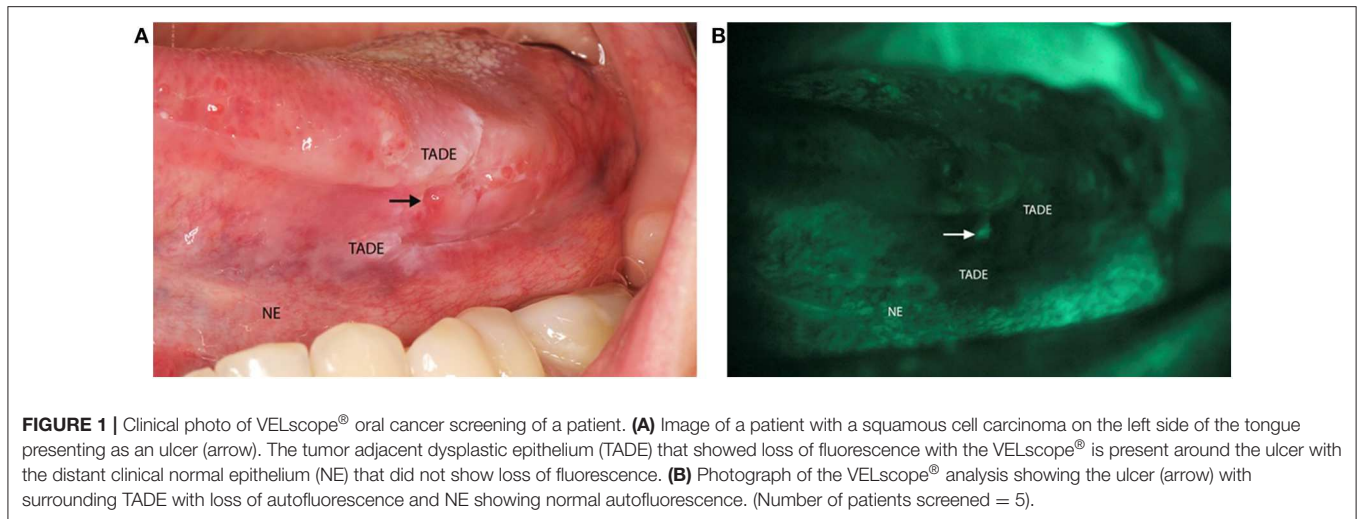 A
B
TADE
TADE
NE
TADE
TADE
NE
FIGURE 1 | Clinical photo of VELscope® oral cancer screening of a patient. (A) Image of a patient with a squamous cell carcinoma on the left side of the tongue
presenting as an ulcer (arrow). The tumor adjacent dysplastic epithelium (TADE) that showed loss of fluorescence with the VELscope® is present around the ulcer with
the distant clinical normal epithelium (NE) that did not show loss of fluorescence. (B) Photograph of the VELscope® analysis showing the ulcer (arrow) with
surrounding TADE with loss of autofluorescence and NE showing normal autofluorescence. (Number of patients screened = 5).